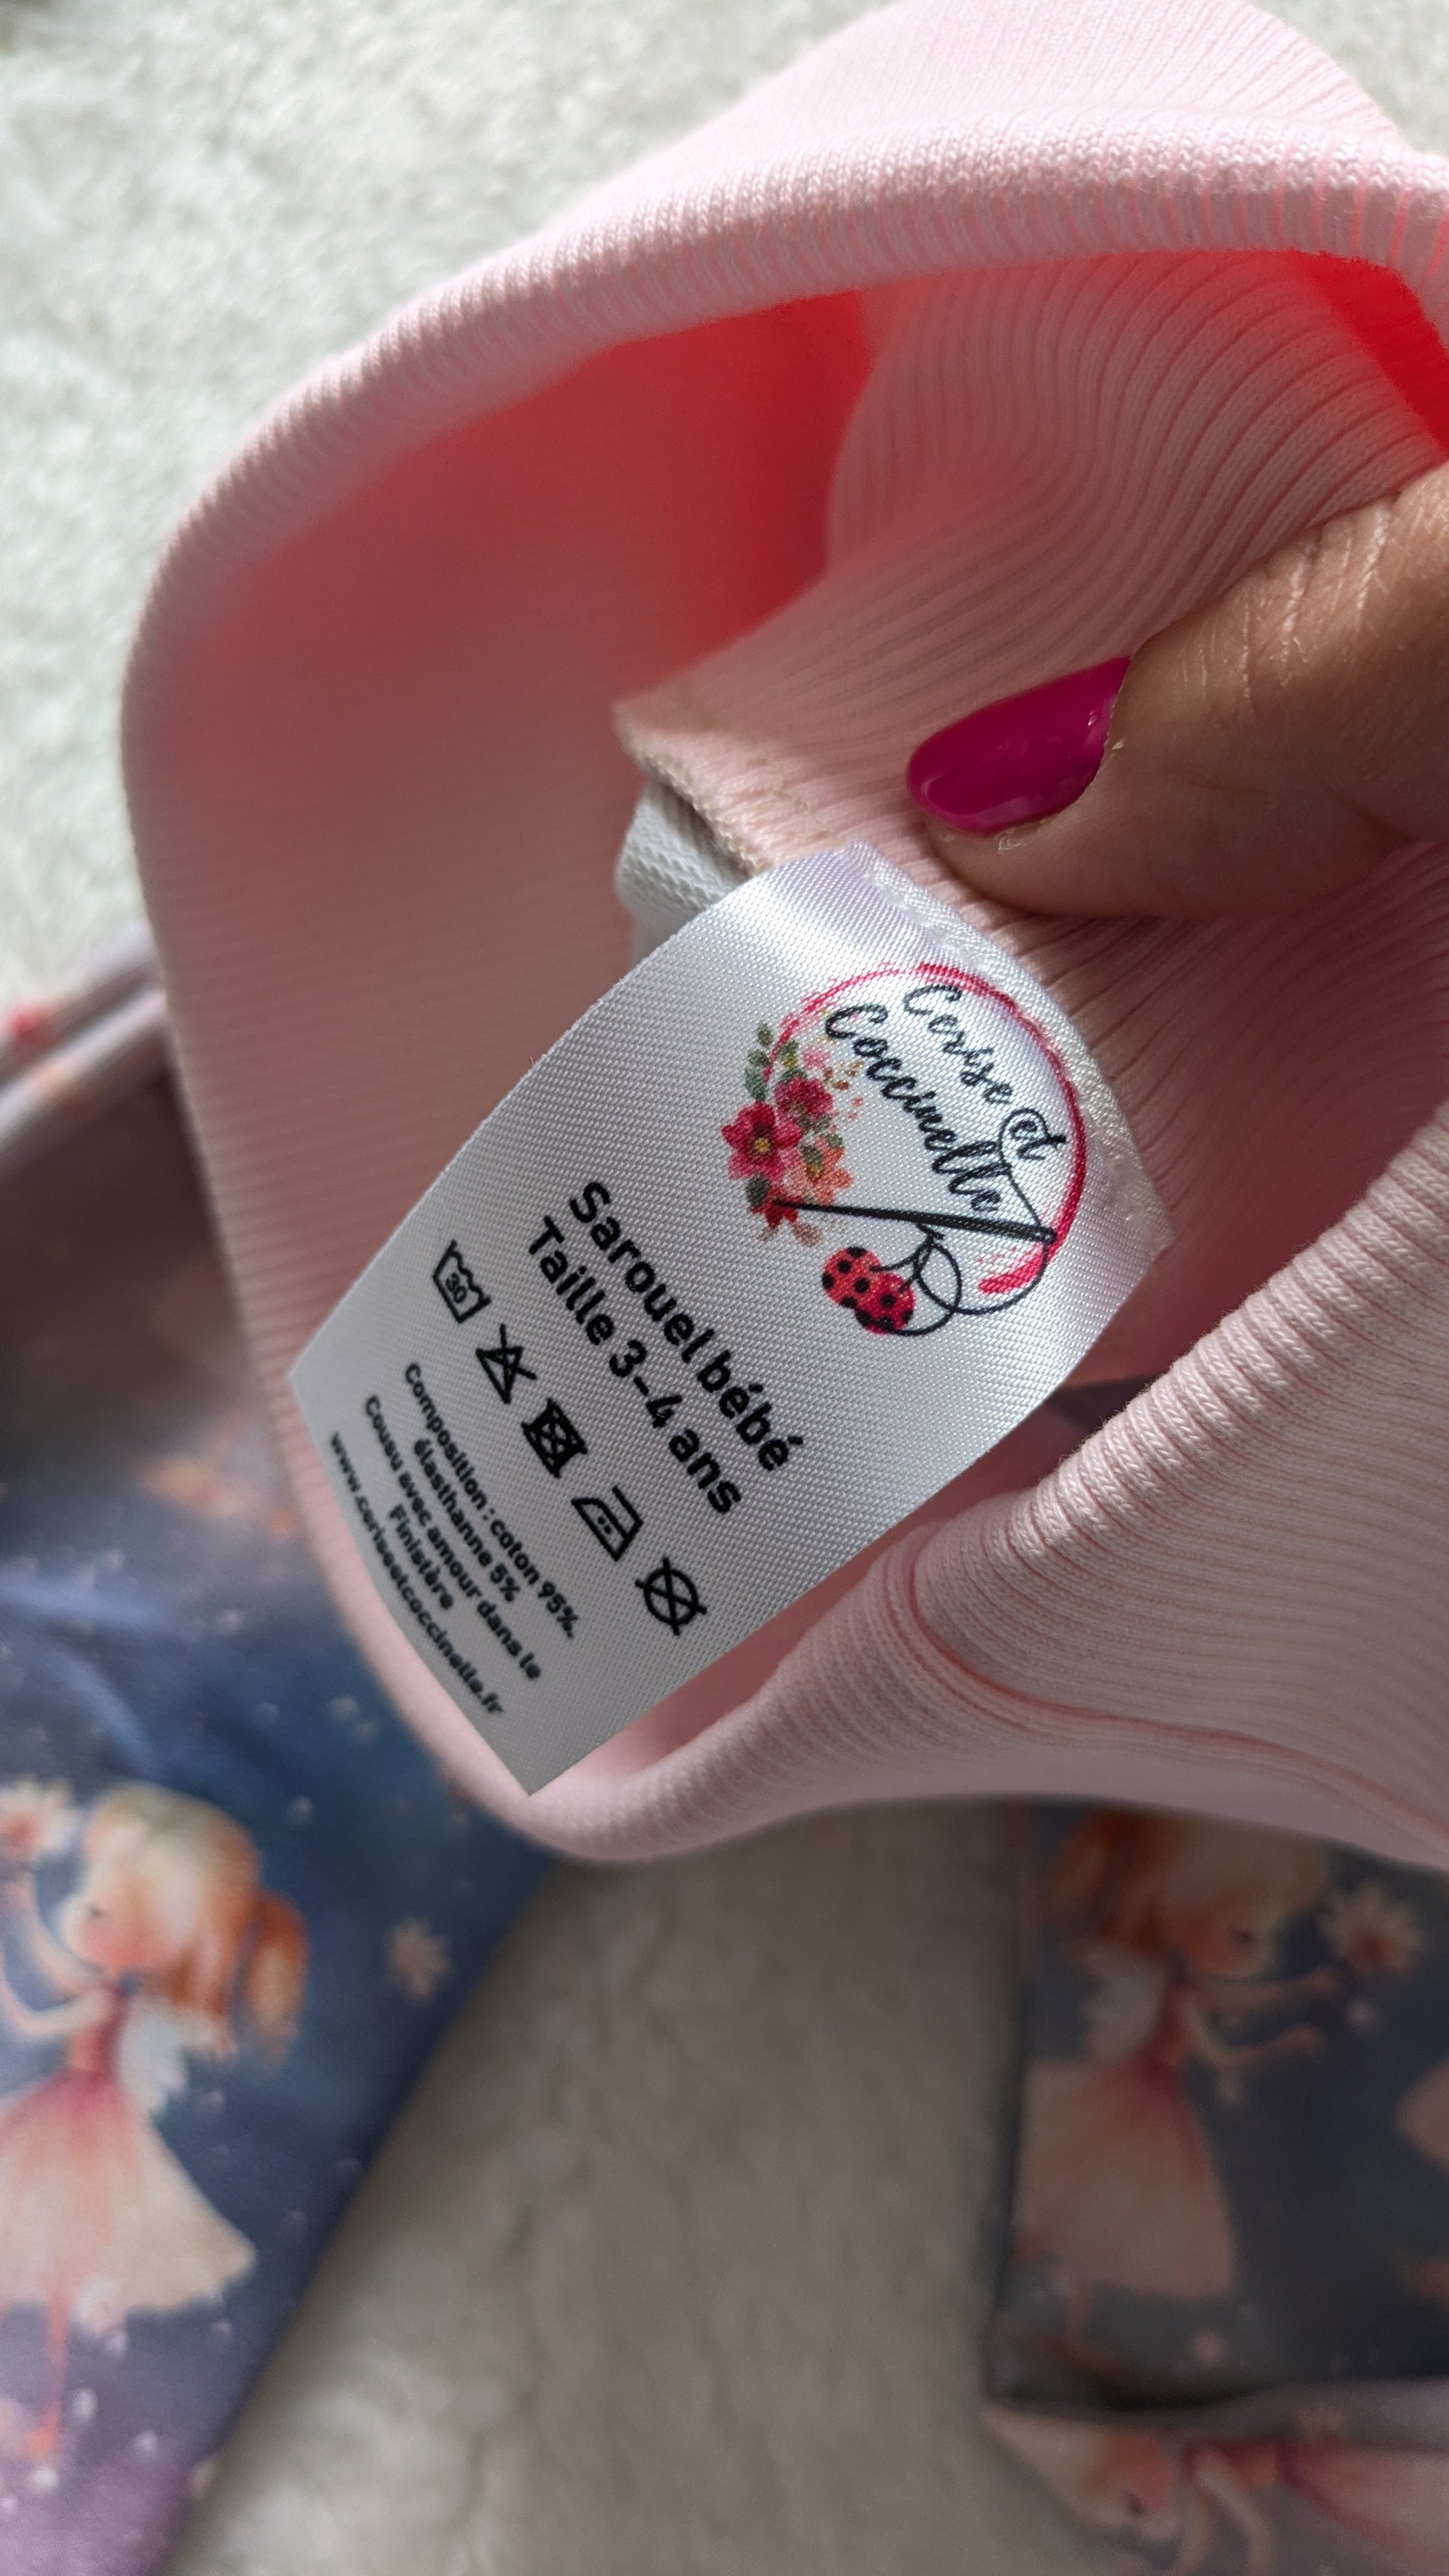 Cerise et
Coccinelle
Sarouel bébé
Taille 3-4 ans
30
Composition : coton 95%,
élasthanne 5%
Cousu avec amour dans le
Finistère
www.ceriseetcoccinelle.fr